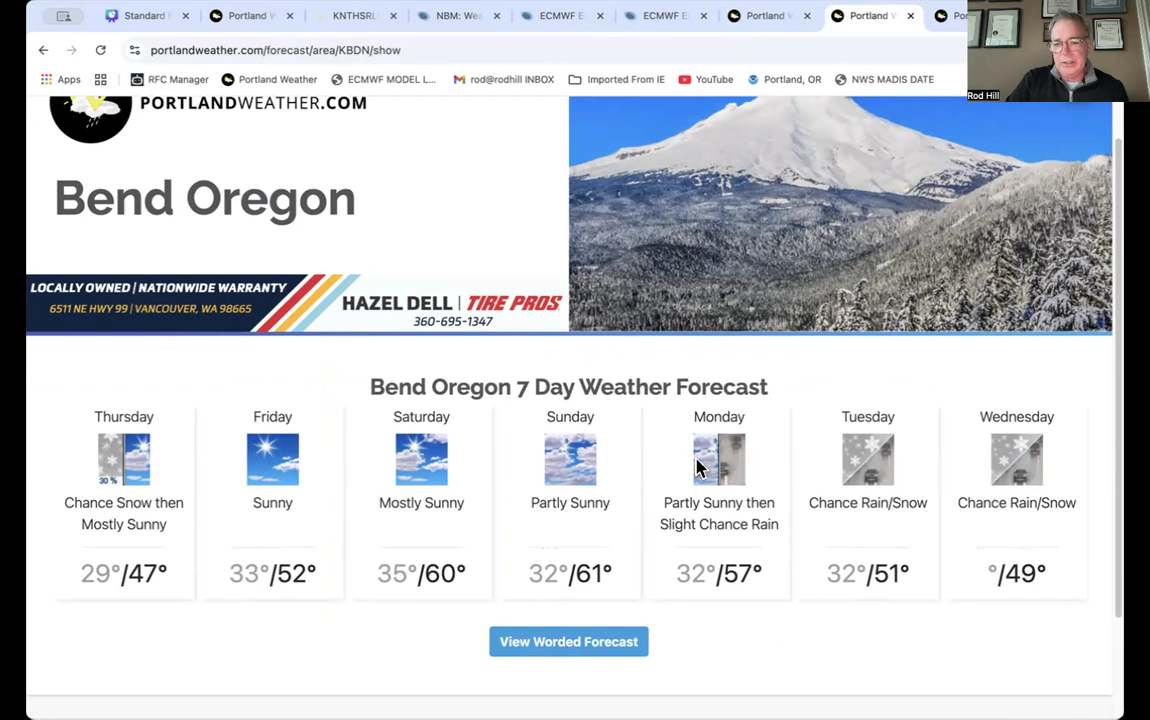 Standard
Portland W
KNTHSRL
NBM: Wea
ECMWF E
ECMWF E
Portland W
Portland W
portlandweather.com/forecast/area/KBDN/show
Apps
RFC Manager
Portland Weather
ECMWF MODEL L...
rod@rodhill INBOX
Imported From IE
YouTube
Portland, OR
NWS MADIS DATE
Rod Hill
PORTLANDWEATHER.COM
Bend Oregon
LOCALLY OWNED | NATIONWIDE WARRANTY
6511 NE HWY 99 | VANCOUVER, WA 98665
HAZEL DELL | TIRE PROS
360-695-1347
Bend Oregon 7 Day Weather Forecast
Thursday
Friday
Saturday
Sunday
Monday
Tuesday
Wednesday
30 %
Chance Snow then
Mostly Sunny
Sunny
Mostly Sunny
Partly Sunny
Partly Sunny then
Slight Chance Rain
Chance Rain/Snow
Chance Rain/Snow
29°/47°
33°/52°
35°/60°
32°/61°
32°/57°
32°/51°
°/49°
View Worded Forecast